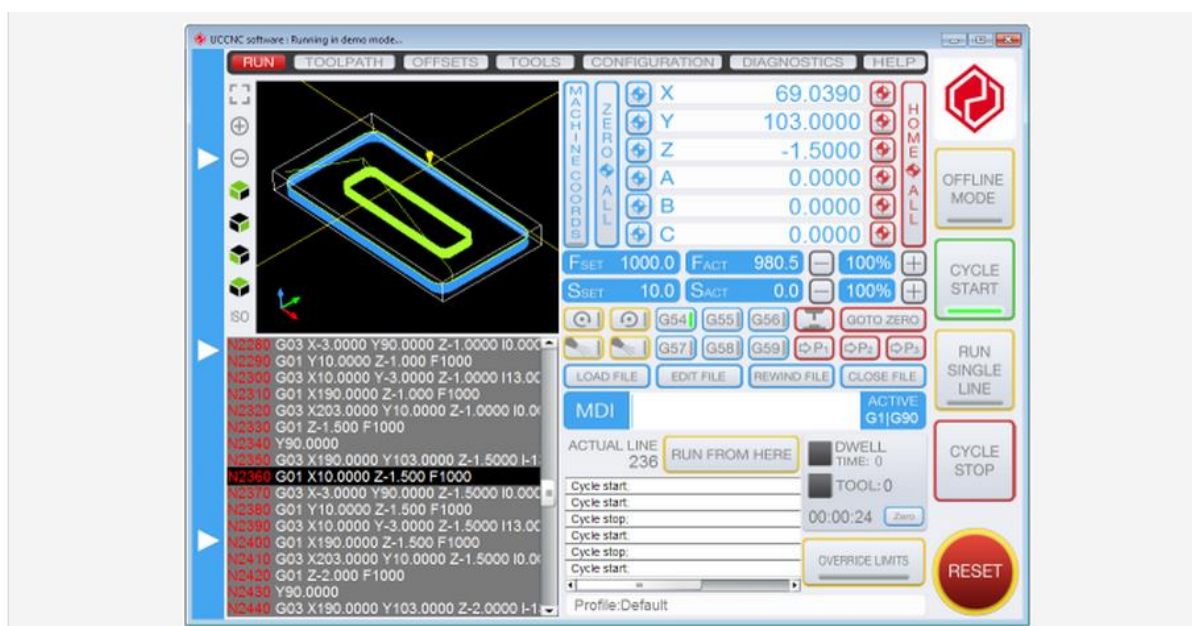 UCCNC software : Running in demo mode...
RUN TOOLPATH OFFSETS TOOLS CONFIGURATION DIAGNOSTICS HELP
MACHINE COORDS
ZERO ALL
X 69.0390
Y 103.0000
Z -1.5000
A 0.0000
B 0.0000
C 0.0000
HOME ALL
ISO
FSET 1000.0 FACT 980.5 100%
SSET 10.0 SACT 0.0 100%
G54 G55 G56 GOTO ZERO
G57 G58 G59 P1 P2 P3
LOAD FILE EDIT FILE REWIND FILE CLOSE FILE
MDI ACTIVE
G1|G90
ACTUAL LINE
236
RUN FROM HERE
DWELL
TIME: 0
TOOL: 0
00:00:24 Zero
OVERRIDE LIMITS
Cycle start;
Cycle start;
Cycle stop;
Cycle start;
Cycle stop;
Cycle start;
Profile:Default
N2280 G03 X-3.0000 Y90.0000 Z-1.0000 I0.000
N2290 G01 Y10.0000 Z-1.000 F1000
N2300 G03 X10.0000 Y-3.0000 Z-1.0000 I13.00
N2310 G01 X190.0000 Z-1.000 F1000
N2320 G03 X203.0000 Y10.0000 Z-1.0000 I0.0
N2330 G01 Z-1.500 F1000
N2340 Y90.0000
N2350 G03 X190.0000 Y103.0000 Z-1.5000 I-1
N2360 G01 X10.0000 Z-1.500 F1000
N2370 G03 X-3.0000 Y90.0000 Z-1.5000 I0.000
N2380 G01 Y10.0000 Z-1.500 F1000
N2390 G03 X10.0000 Y-3.0000 Z-1.5000 I13.00
N2400 G01 X190.0000 Z-1.500 F1000
N2410 G03 X203.0000 Y10.0000 Z-1.5000 I0.0
N2420 G01 Z-2.000 F1000
N2430 Y90.0000
N2440 G03 X190.0000 Y103.0000 Z-2.0000 I-1
OFFLINE
MODE
CYCLE
START
RUN
SINGLE
LINE
CYCLE
STOP
RESET